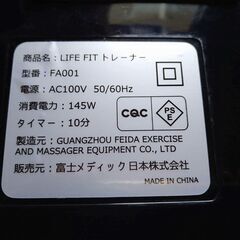 商品名：LIFE FIT トレーナー
型番：FA001
電源：AC100V 50/60Hz
消費電力：145W
タイマー：10分
CQC
PS
E
製造元：GUANGZHOU FEIDA EXERCISE
AND MASSAGER EQUIPMENT CO., LTD
販売元：富士メディック日本株式会社
MADE IN CHINA